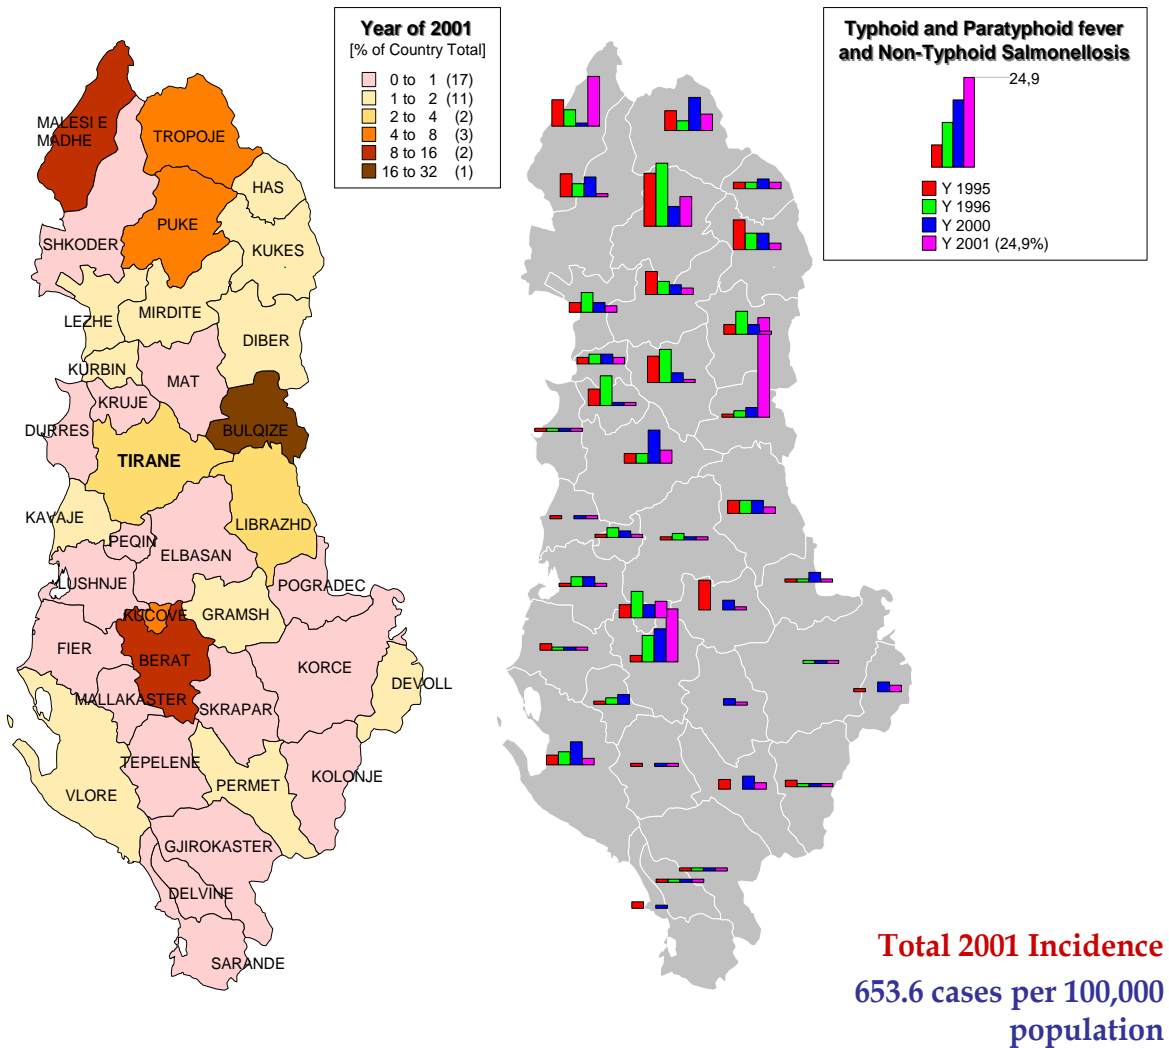 Year of 2001
[% of Country Total]
0 to 1 (17)
1 to 2 (11)
2 to 4 (2)
4 to 8 (3)
8 to 16 (2)
16 to 32 (1)
Typhoid and Paratyphoid fever
and Non-Typhoid Salmonellosis
24,9
Y 1995
Y 1996
Y 2000
Y 2001 (24,9%)
MALESI E
MADHE
TROPOJE
HAS
PUKE
SHKODER
KUKES
MIRDITE
LEZHE
DIBER
KURBIN
MAT
KRUJE
DURRES
BULQIZE
TIRANE
KAVAJE
LIBRAZHD
PEQIN
ELBASAN
LUSHNJE
POGRADEC
KUCOVE
GRAMSH
FIER
BERAT
KORCE
DEVOLL
MALLAKASTER
SKRAPAR
TEPELENE
KOLONJE
PERMET
VLORE
GJIROKASTER
DELVINE
SARANDE
Total 2001 Incidence
653.6 cases per 100,000
population